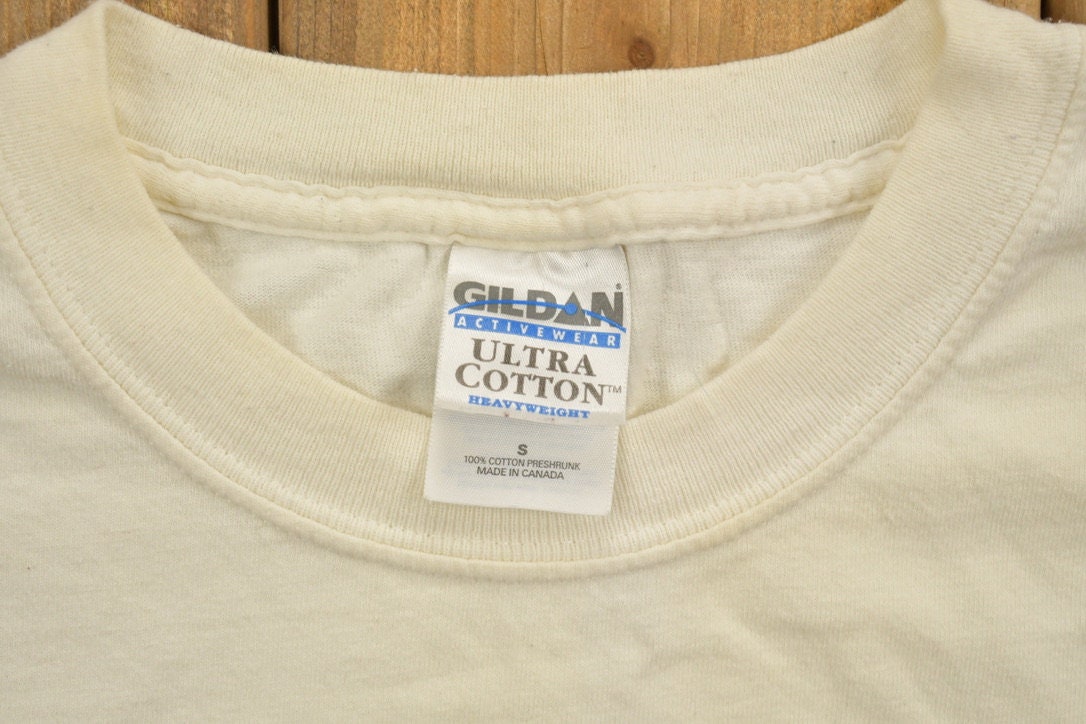 GILDAN®
ACTIVEWEAR
ULTRA
COTTON™
HEAVYWEIGHT
S
100% COTTON PRESHRUNK
MADE IN CANADA